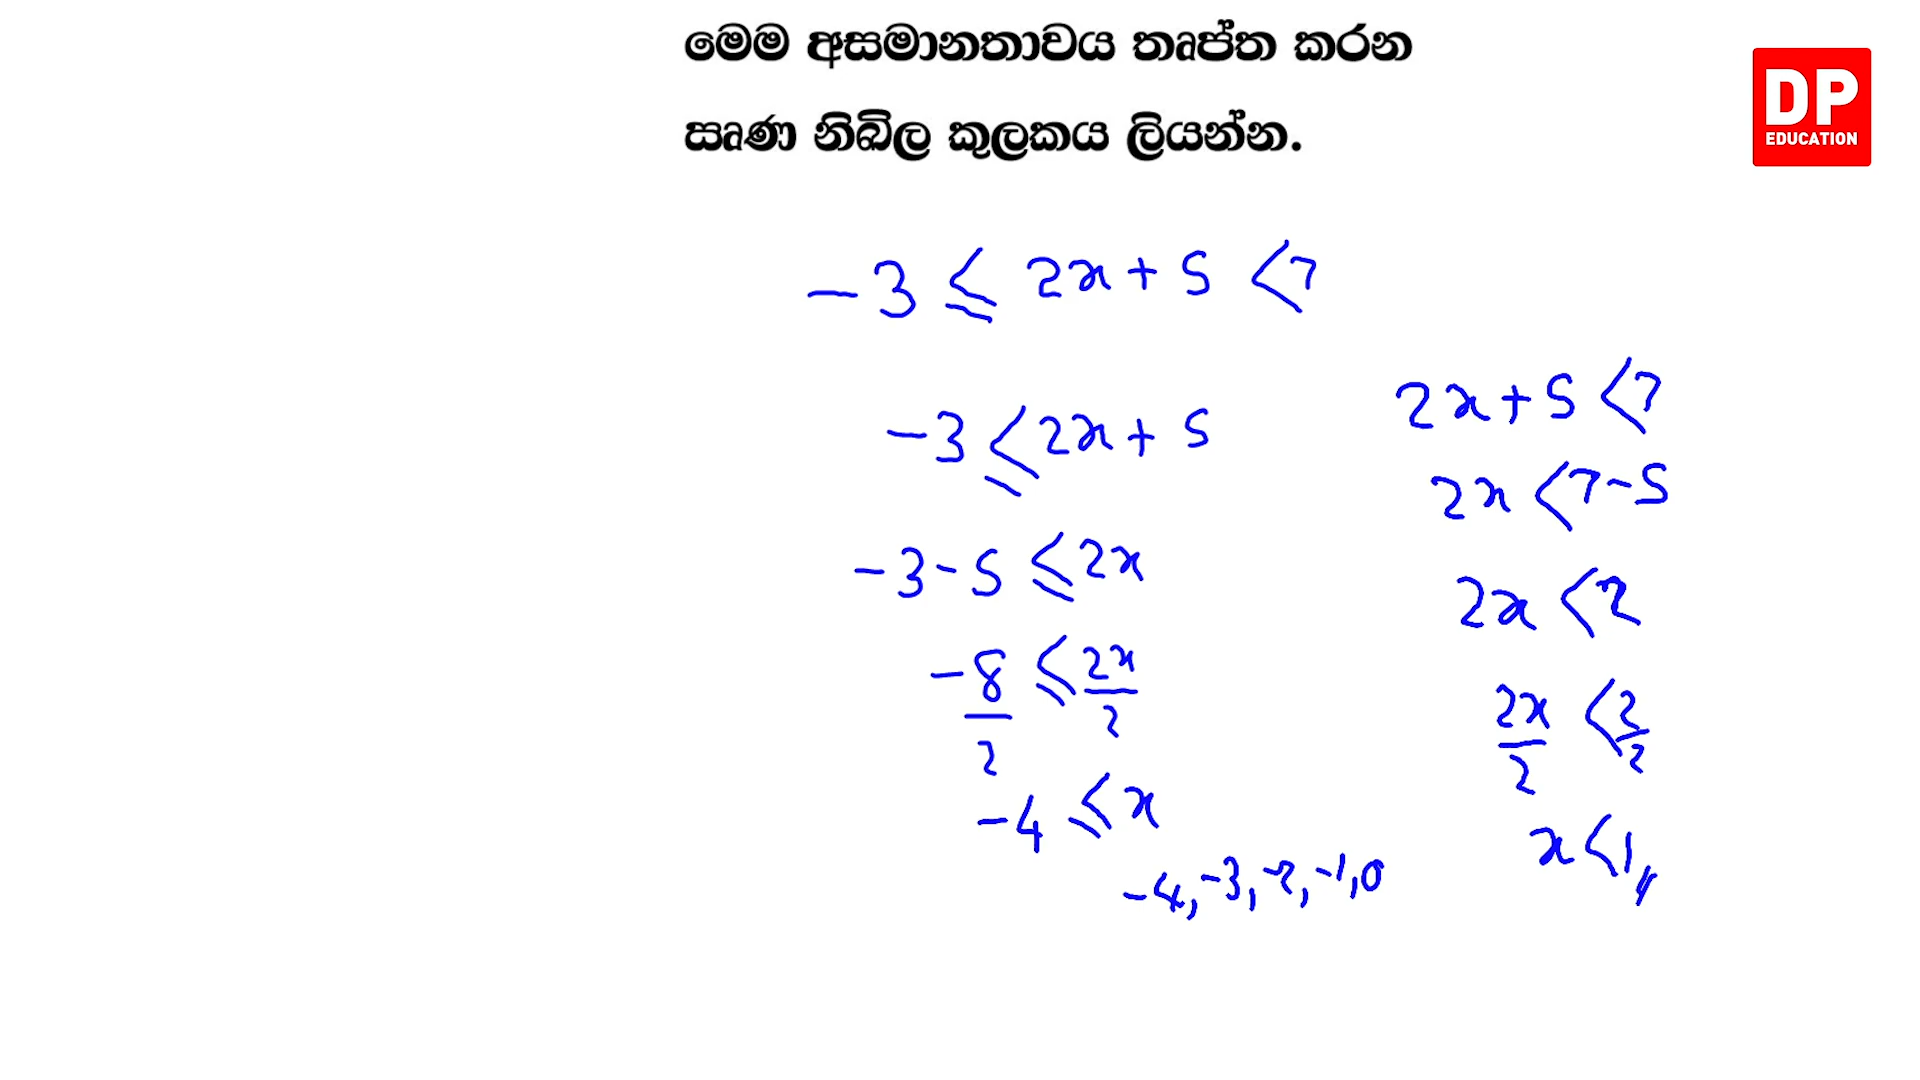 මෙම අසමානතාවය තෘප්ත කරන
සෘණ නිඛිල කුලකය ලියන්න.
DP
EDUCATION
-3 ≤ 2x + 5 < 7
-3 ≤ 2x + 5
-3 - 5 ≤ 2x
-8/2 ≤ 2x/2
-4 ≤ x
-4, -3, -2, -1, 0
2x + 5 < 7
2x < 7 - 5
2x < 2
2x/2 < 2/2
x < 1,,